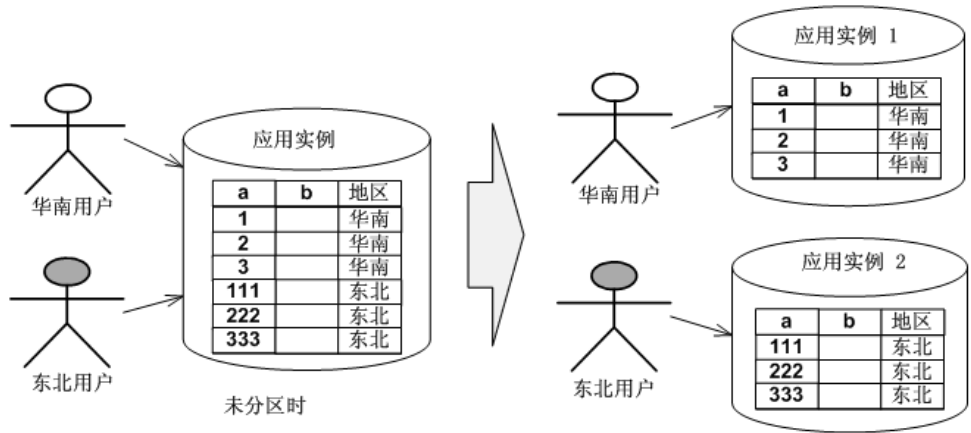 应用实例
a b 地区
1 华南
2 华南
3 华南
111 东北
222 东北
333 东北
华南用户
东北用户
未分区时
应用实例 1
a b 地区
1 华南
2 华南
3 华南
华南用户
应用实例 2
a b 地区
111 东北
222 东北
333 东北
东北用户